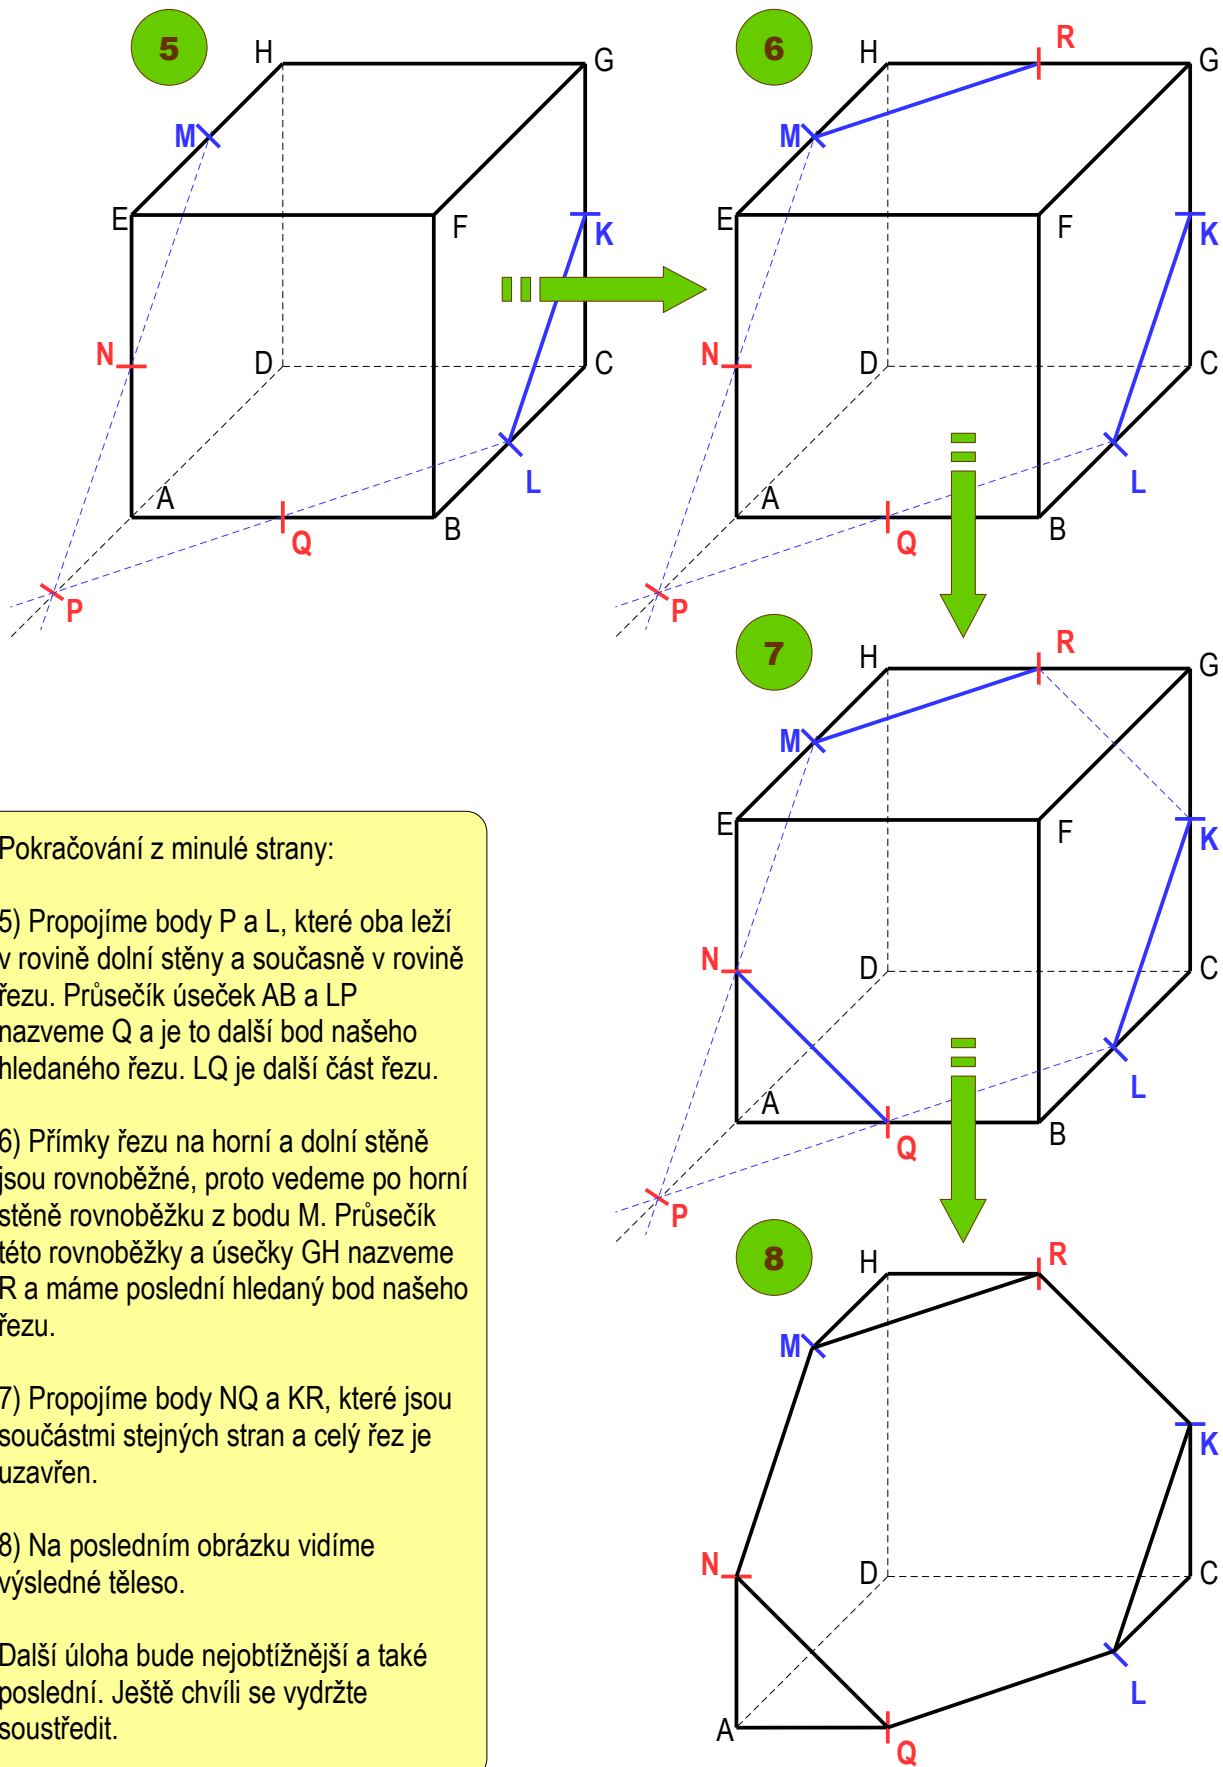 5
H
G
M
E
F
K
N
D
C
A
L
B
Q
P
6
R
H
G
M
E
F
K
N
D
C
A
L
B
Q
P
7
R
H
G
M
E
F
K
N
D
C
A
L
B
Q
P
8
R
H
M
K
N
D
C
L
A
Q
Pokračování z minulé strany:
5) Propojíme body P a L, které oba leží
v rovině dolní stěny a současně v rovině
řezu. Průsečík úseček AB a LP
nazveme Q a je to další bod našeho
hledaného řezu. LQ je další část řezu.
6) Přímky řezu na horní a dolní stěně
jsou rovnoběžné, proto vedeme po horní
stěně rovnoběžku z bodu M. Průsečík
této rovnoběžky a úsečky GH nazveme
R a máme poslední hledaný bod našeho
řezu.
7) Propojíme body NQ a KR, které jsou
součástmi stejných stran a celý řez je
uzavřen.
8) Na posledním obrázku vidíme
výsledné těleso.
Další úloha bude nejobtížnější a také
poslední. Ještě chvíli se vydržte
soustředit.